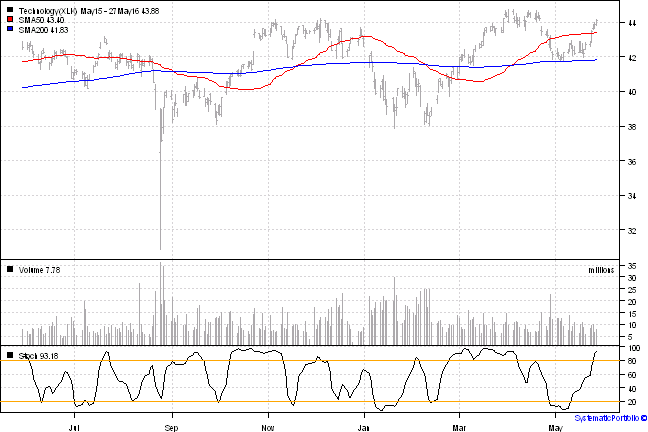 Technology(XLK) May15 - 27May16 43.88
SMA50 43.40
SMA200 41.83
44
42
40
38
36
34
32
Volume 7.78
millions
35
30
25
20
15
10
5
Stoch 93.18
100
80
60
40
20
SystematicPortfolio ©
Jul
Sep
Nov
Jan
Mar
May